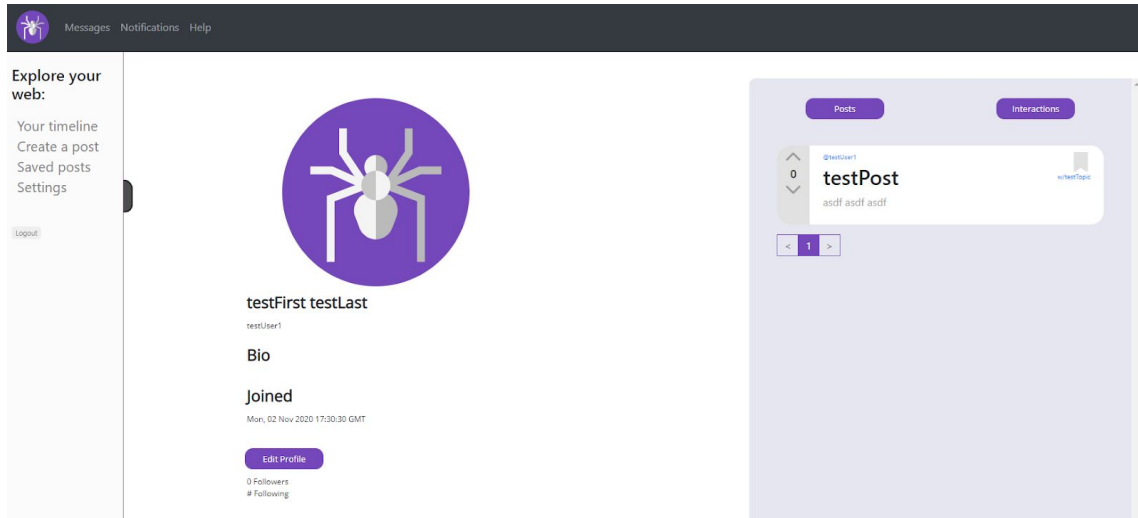 Messages Notifications Help
Explore your
web:
Your timeline
Create a post
Saved posts
Settings
Logout
testFirst testLast
testUser1
Bio
Joined
Mon, 02 Nov 2020 17:30:30 GMT
Edit Profile
0 Followers
# Following
Posts Interactions
@testUser1
0
testPost
w/testTopic
asdf asdf asdf
< 1 >